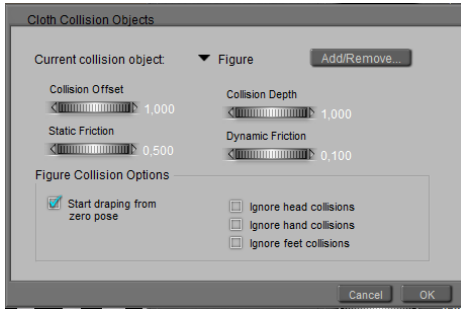 Cloth Collision Objects
Current collision object: Figure Add/Remove...
Collision Offset
1,000
Collision Depth
1,000
Static Friction
0,500
Dynamic Friction
0,100
Figure Collision Options
Start draping from
zero pose
Ignore head collisions
Ignore hand collisions
Ignore feet collisions
Cancel OK